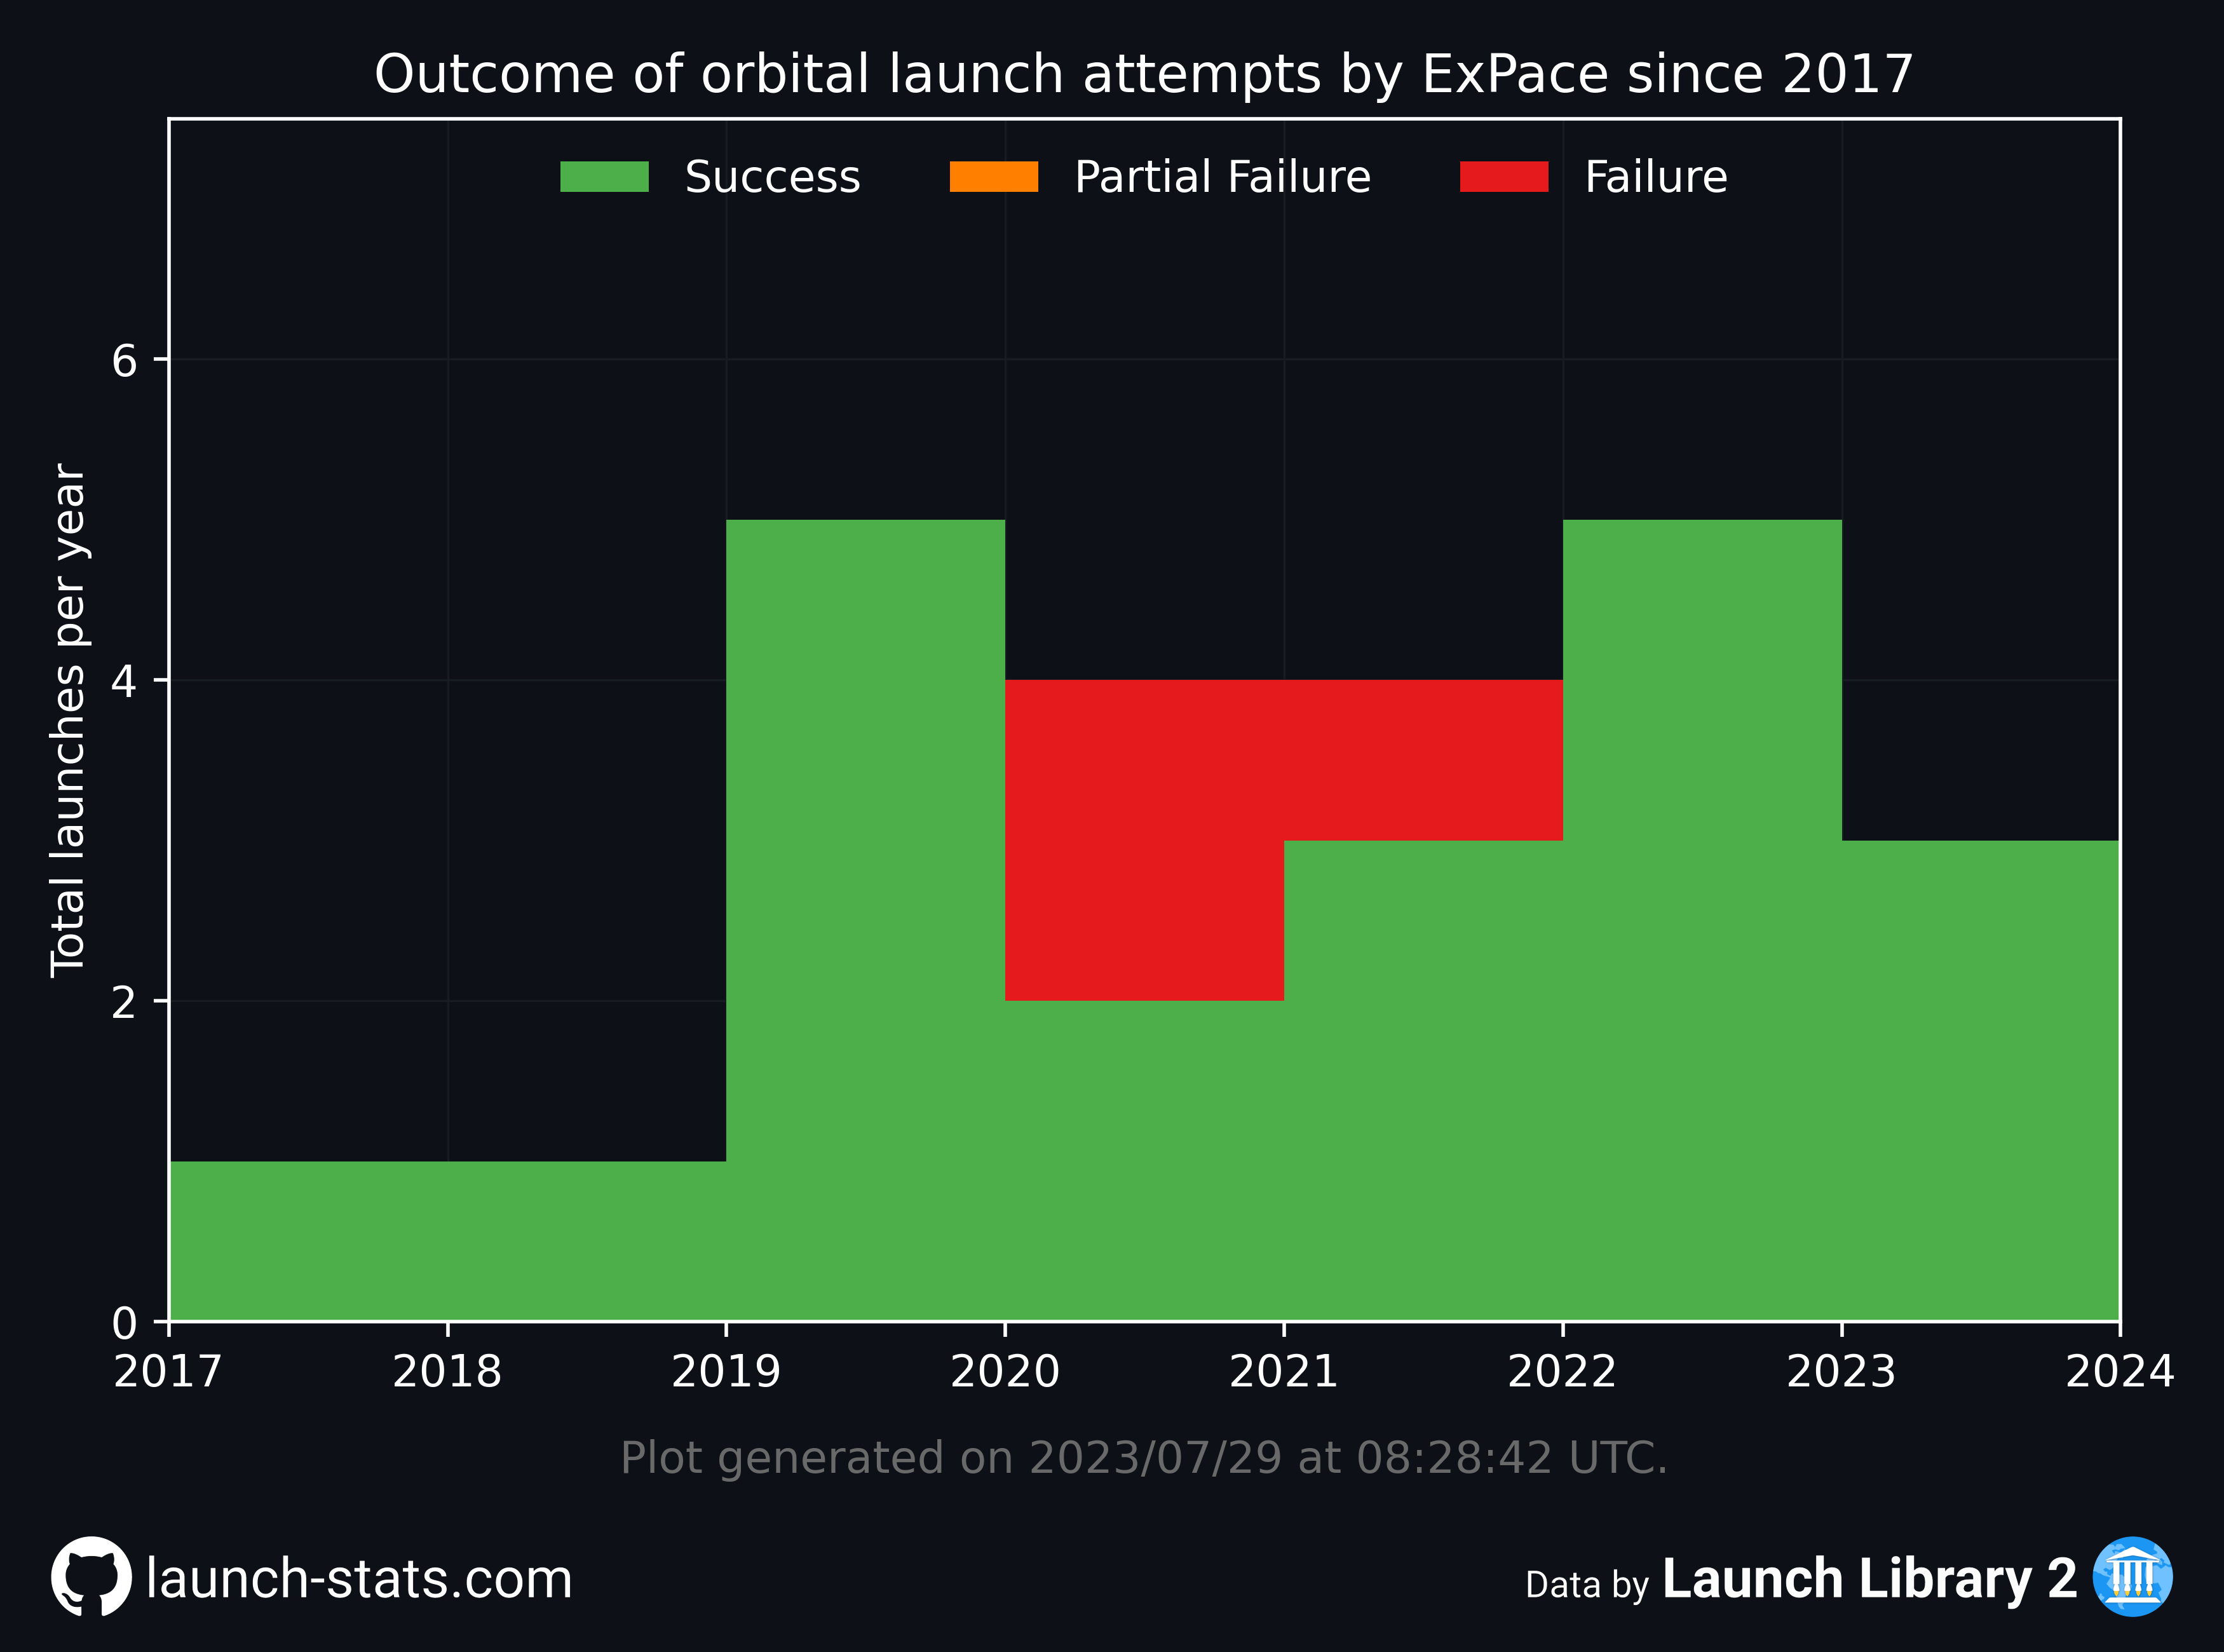 Outcome of orbital launch attempts by ExPace since 2017
Success Partial Failure Failure
Total launches per year
6
4
2
0
2017 2018 2019 2020 2021 2022 2023 2024
Plot generated on 2023/07/29 at 08:28:42 UTC.
launch-stats.com
Data by Launch Library 2